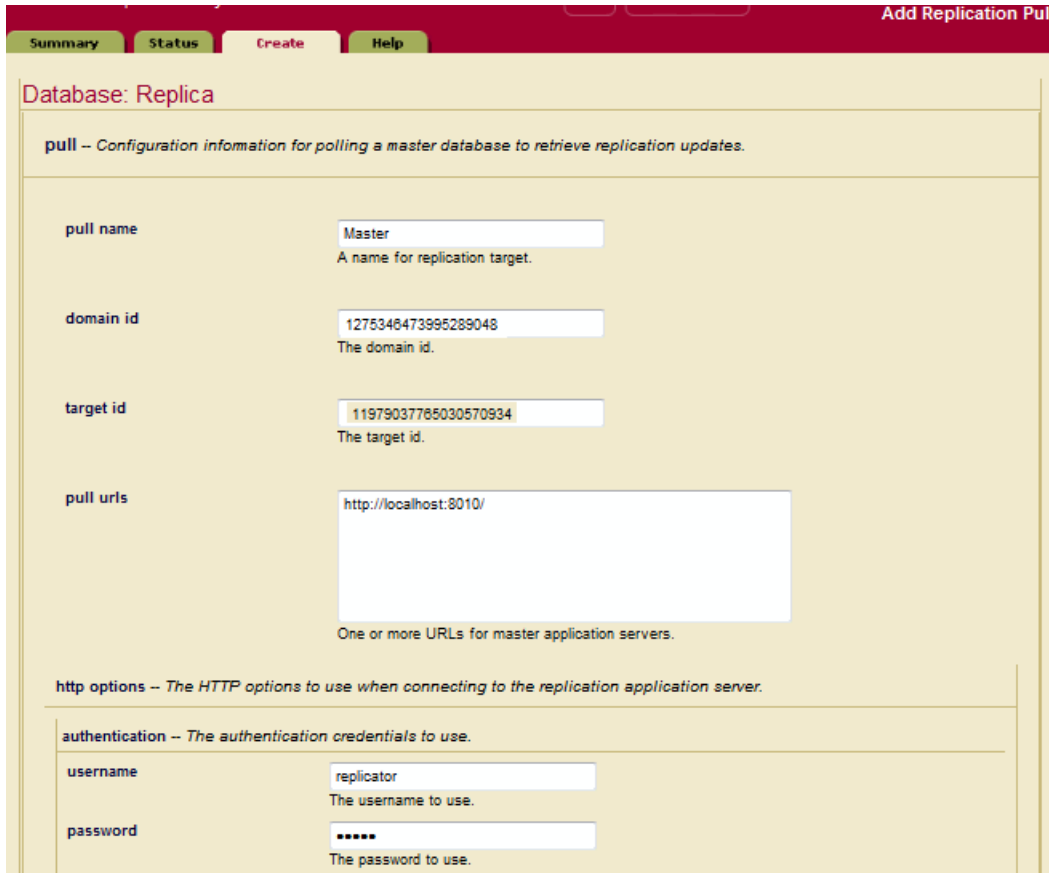 Add Replication Pul
Summary Status Create Help
Database: Replica
pull -- Configuration information for polling a master database to retrieve replication updates.
pull name Master
A name for replication target.
domain id 1275346473995289048
The domain id.
target id 11979037765030570934
The target id.
pull urls http://localhost:8010/
One or more URLs for master application servers.
http options -- The HTTP options to use when connecting to the replication application server.
authentication -- The authentication credentials to use.
username replicator
The username to use.
password •••••
The password to use.